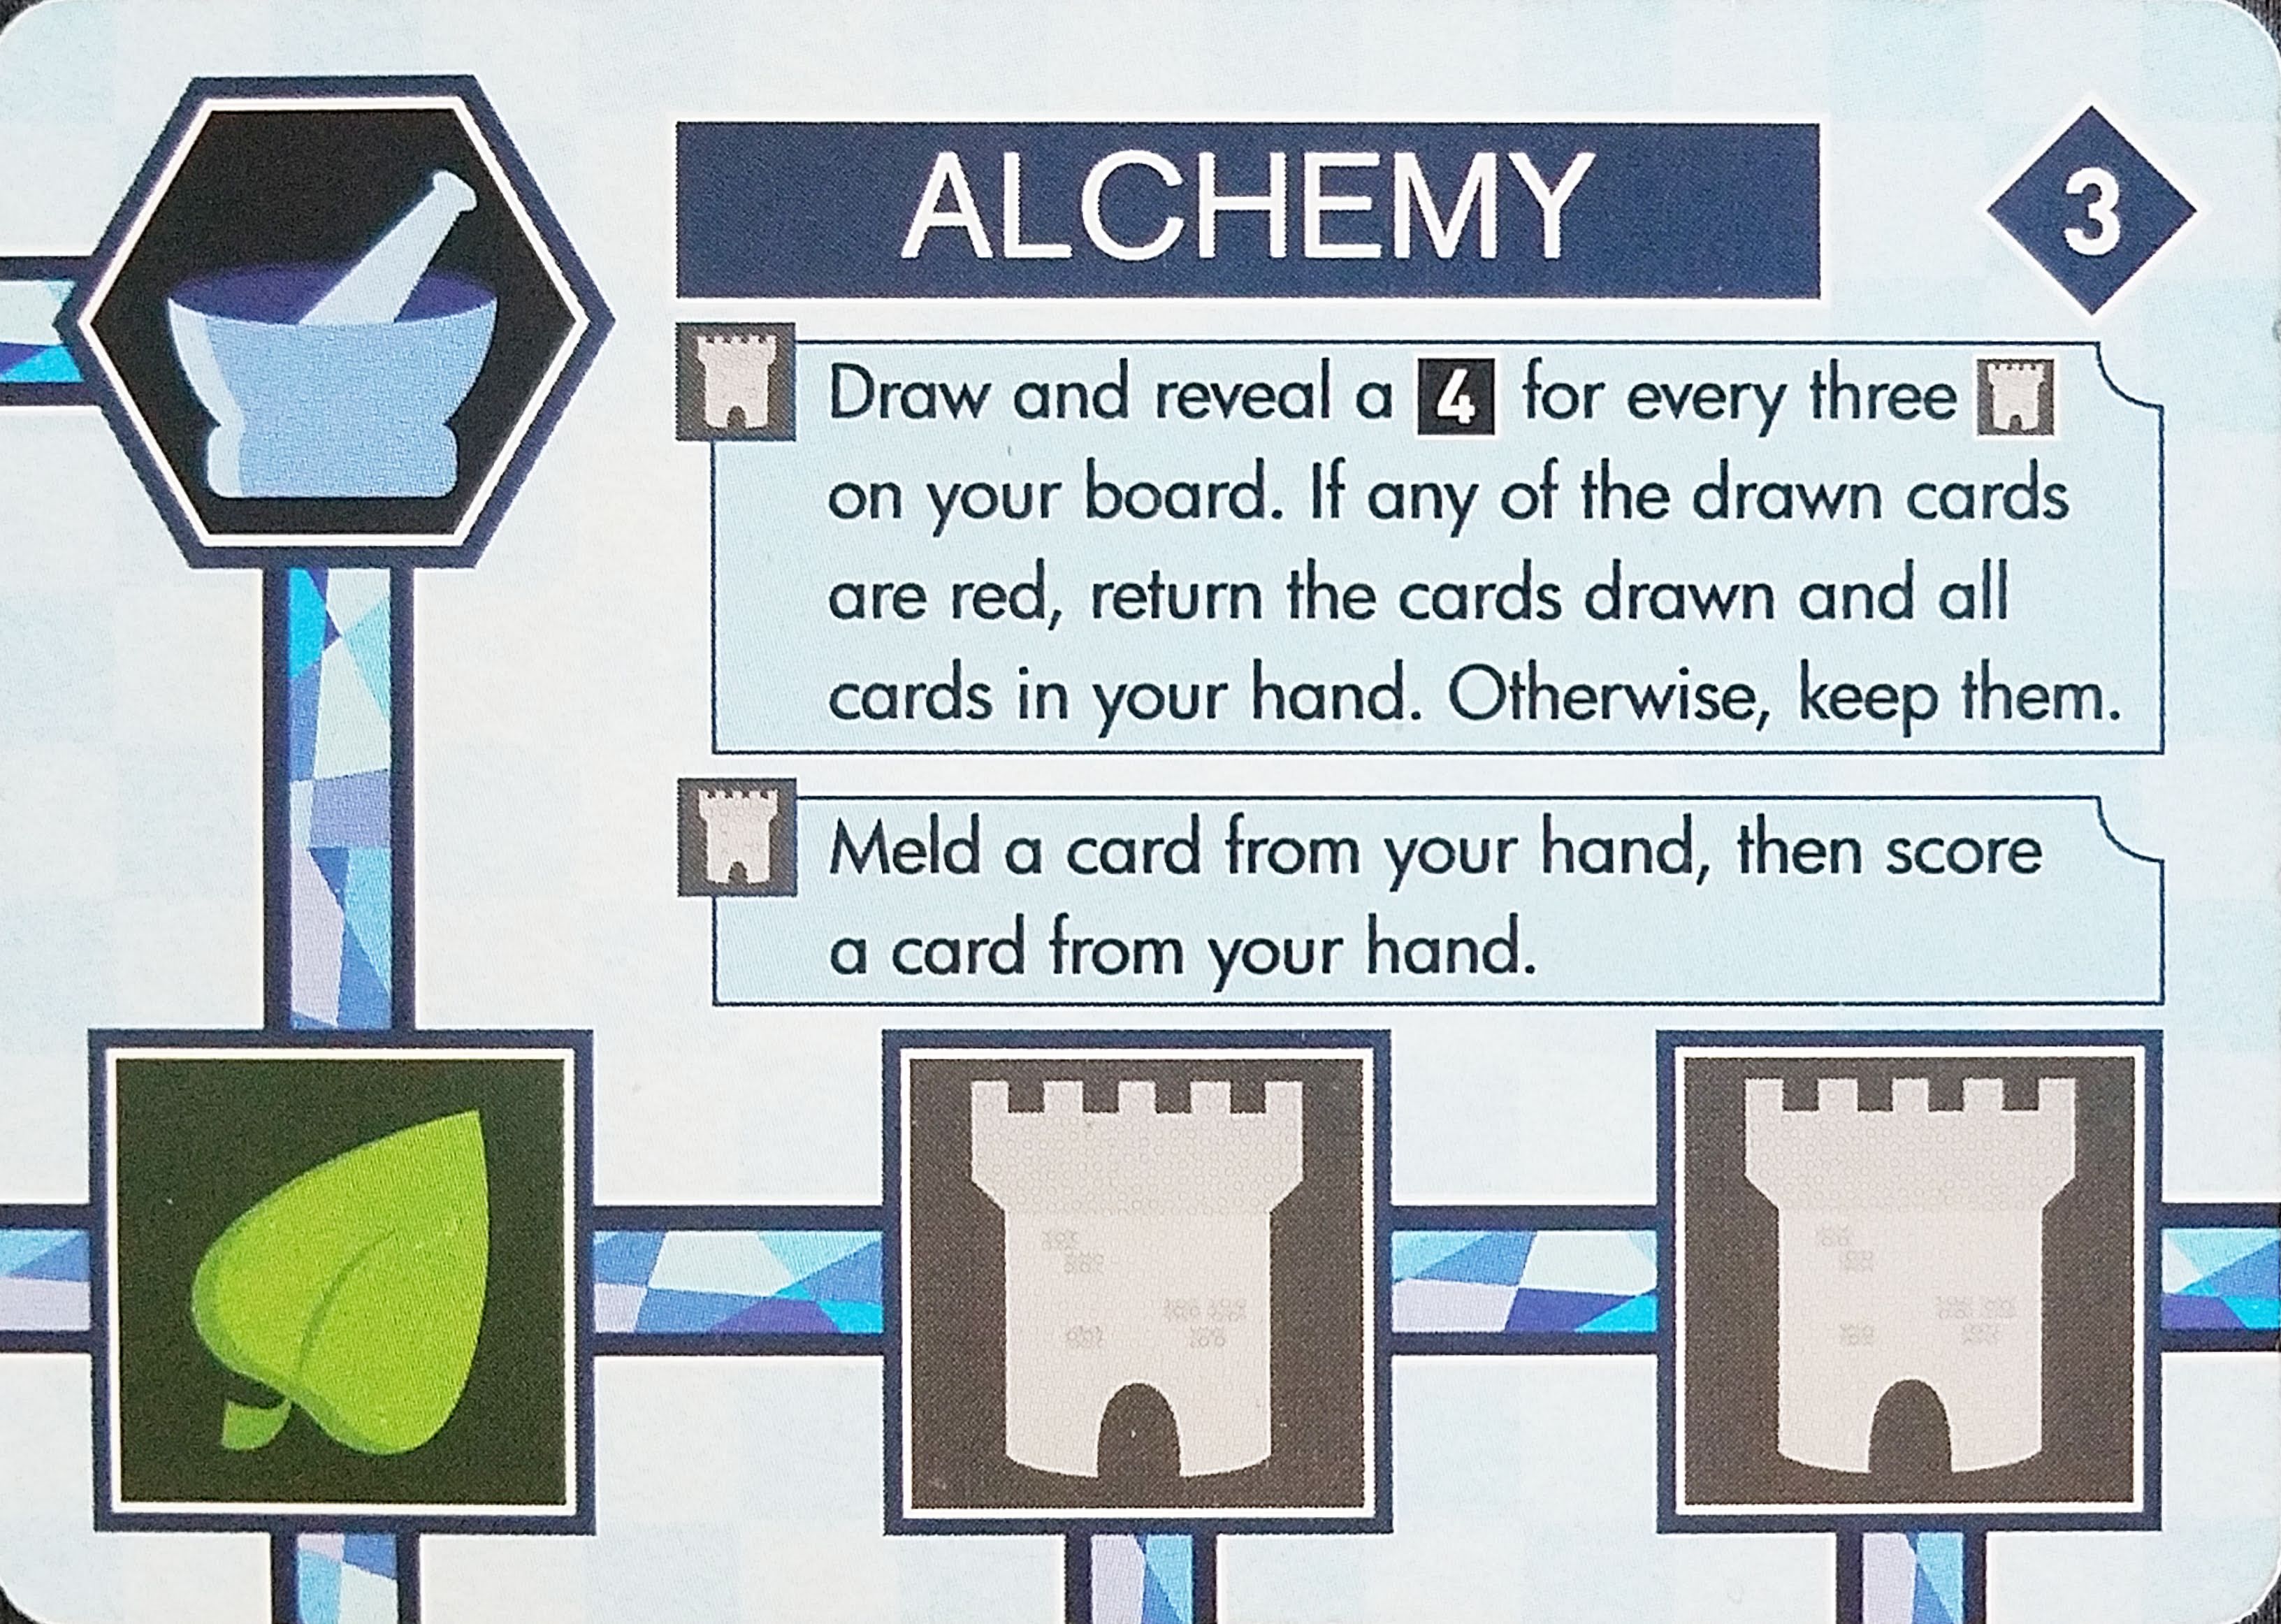 ALCHEMY
3
Draw and reveal a 4 for every three
on your board. If any of the drawn cards
are red, return the cards drawn and all
cards in your hand. Otherwise, keep them.
Meld a card from your hand, then score
a card from your hand.